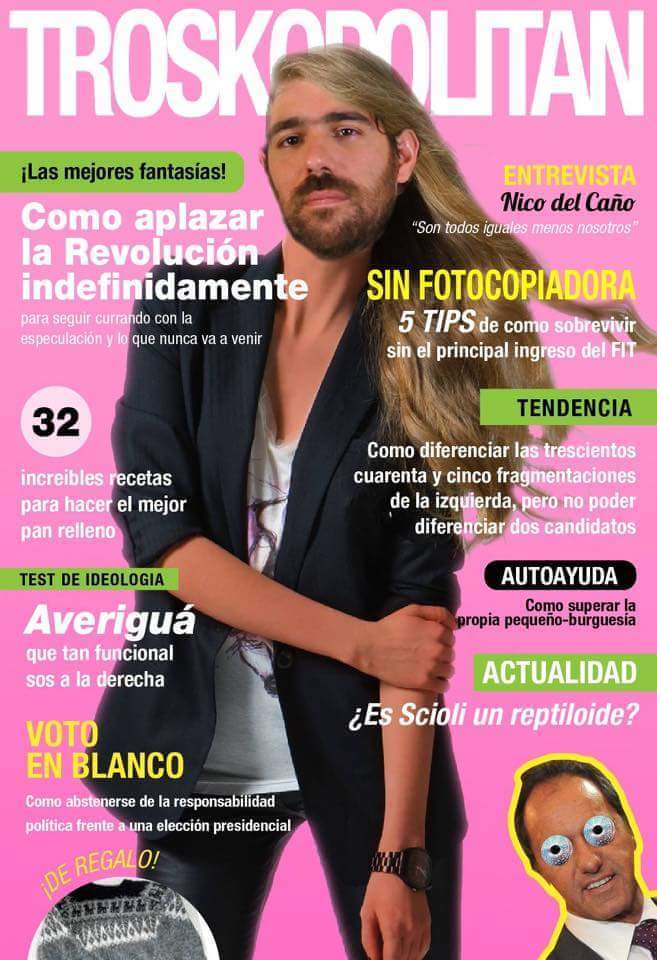 TROSKOPOLITAN
¡Las mejores fantasías!
Como aplazar
la Revolución
indefinidamente
para seguir currando con la
especulación y lo que nunca va a venir
32
increibles recetas
para hacer el mejor
pan relleno
TEST DE IDEOLOGIA
Averiguá
que tan funcional
sos a la derecha
VOTO
EN BLANCO
Como abstenerse de la responsabilidad
política frente a una elección presidencial
¡DE REGALO!
ENTREVISTA
Nico del Caño
“Son todos iguales menos nosotros”
SIN FOTOCOPIADORA
5 TIPS de como sobrevivir
sin el principal ingreso del FIT
TENDENCIA
Como diferenciar las trescientos
cuarenta y cinco fragmentaciones
de la izquierda, pero no poder
diferenciar dos candidatos
AUTOAYUDA
Como superar la
propia pequeño-burguesía
ACTUALIDAD
¿Es Scioli un reptiloide?